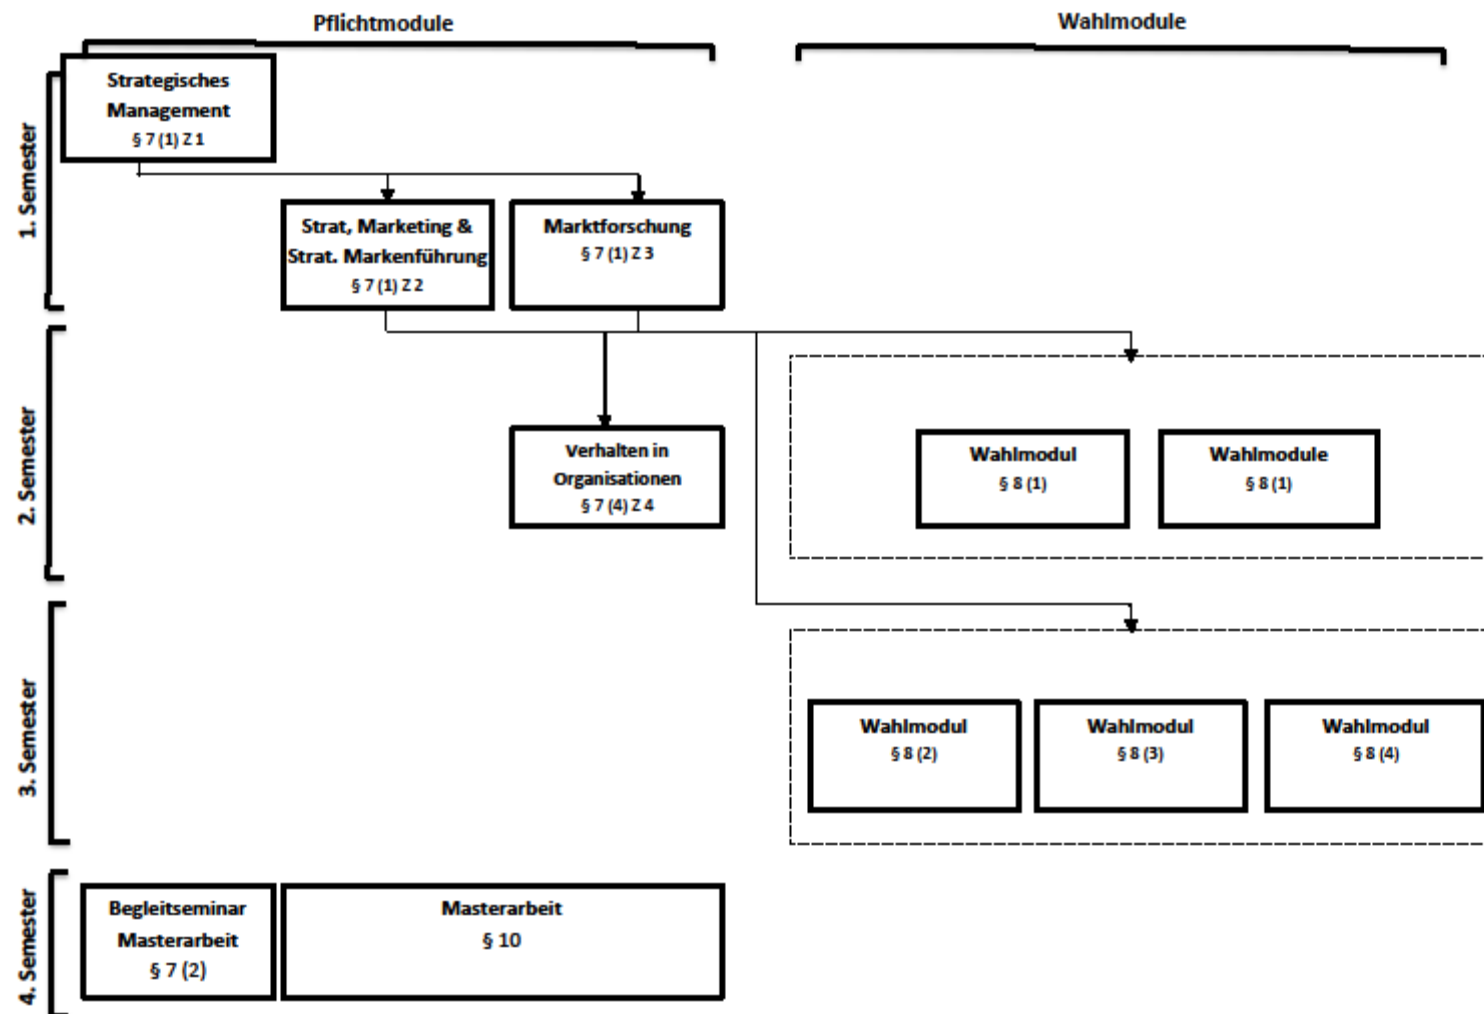 Pflichtmodule
Wahlmodule
1. Semester
Strategisches
Management
§ 7 (1) Z 1
Strat, Marketing &
Strat. Markenführung
§ 7 (1) Z 2
Marktforschung
§ 7 (1) Z 3
2. Semester
Verhalten in
Organisationen
§ 7 (4) Z 4
Wahlmodul
§ 8 (1)
Wahlmodule
§ 8 (1)
3. Semester
Wahlmodul
§ 8 (2)
Wahlmodul
§ 8 (3)
Wahlmodul
§ 8 (4)
4. Semester
Begleitseminar
Masterarbeit
§ 7 (2)
Masterarbeit
§ 10